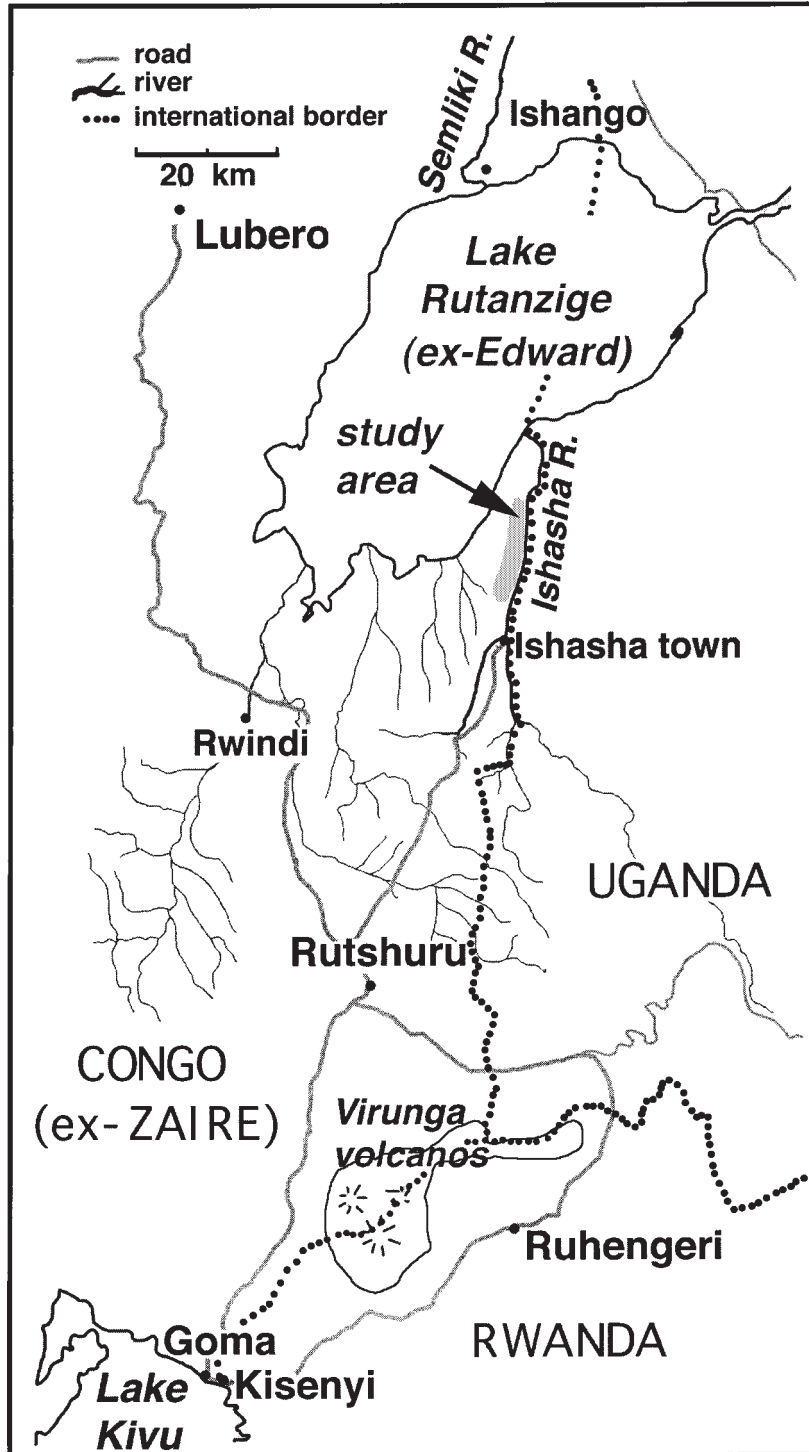 road
river
international border
20 km
Semliki R.
Ishango
Lubero
Lake
Rutanzige
(ex-Edward)
study
area
Ishasha R.
Ishasha town
Rwindi
UGANDA
Rutshuru
CONGO
(ex-ZAIRE)
Virunga
volcanos
Ruhengeri
RWANDA
Goma
Kisenyi
Lake
Kivu